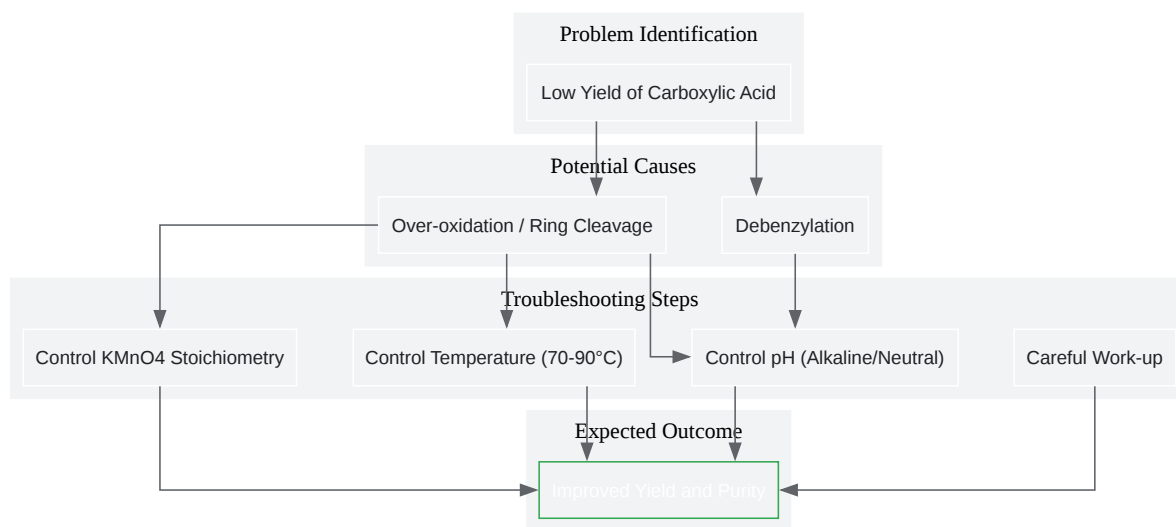 Problem Identification
Low Yield of Carboxylic Acid
Potential Causes
Over-oxidation / Ring Cleavage
Debenzylation
Troubleshooting Steps
Control KMnO4 Stoichiometry
Control Temperature (70-90°C)
Control pH (Alkaline/Neutral)
Careful Work-up
Expected Outcome
Improved Yield and Purity